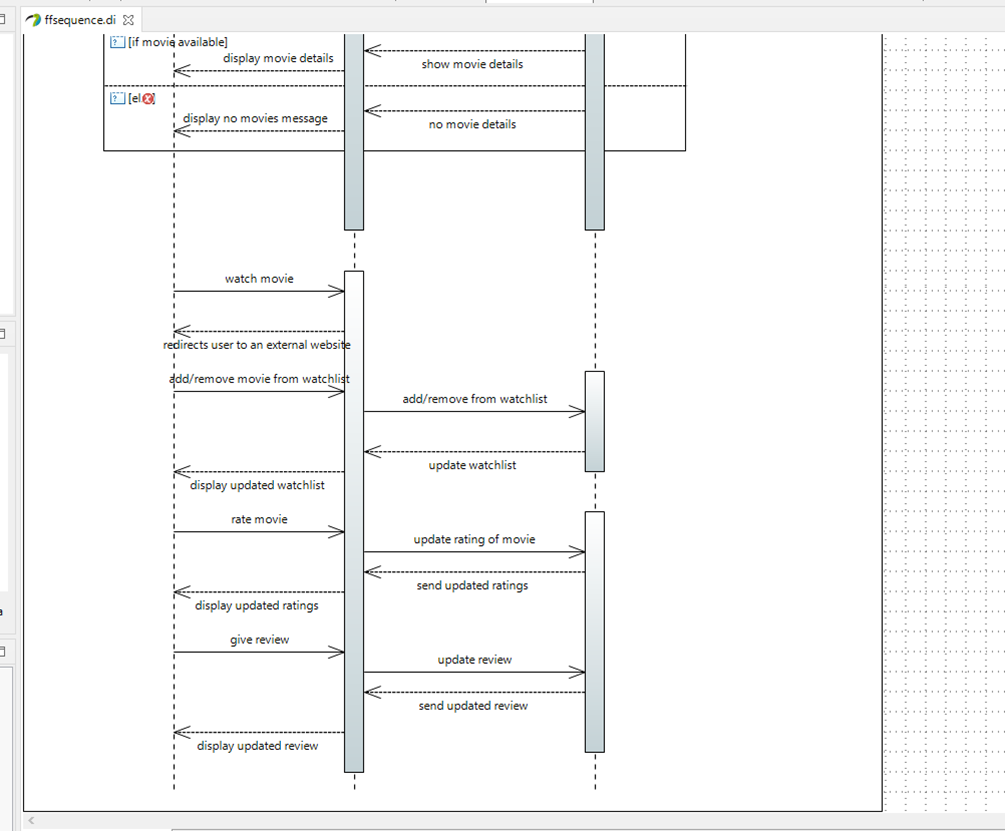 ffsequence.di
[if movie available]
display movie details
show movie details
[el
display no movies message
no movie details
watch movie
redirects user to an external website
add/remove movie from watchlist
add/remove from watchlist
update watchlist
display updated watchlist
rate movie
update rating of movie
send updated ratings
display updated ratings
give review
update review
send updated review
display updated review